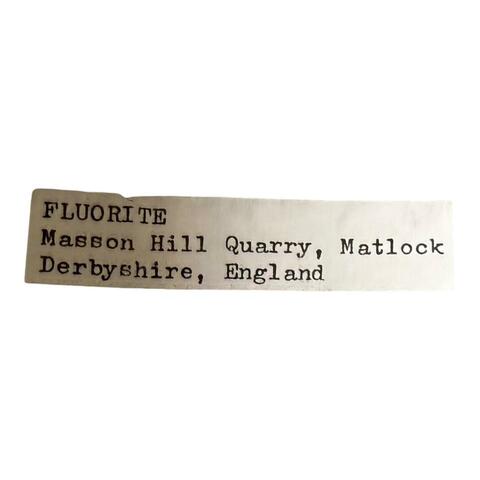 FLUORITE
Masson Hill Quarry, Matlock
Derbyshire, England